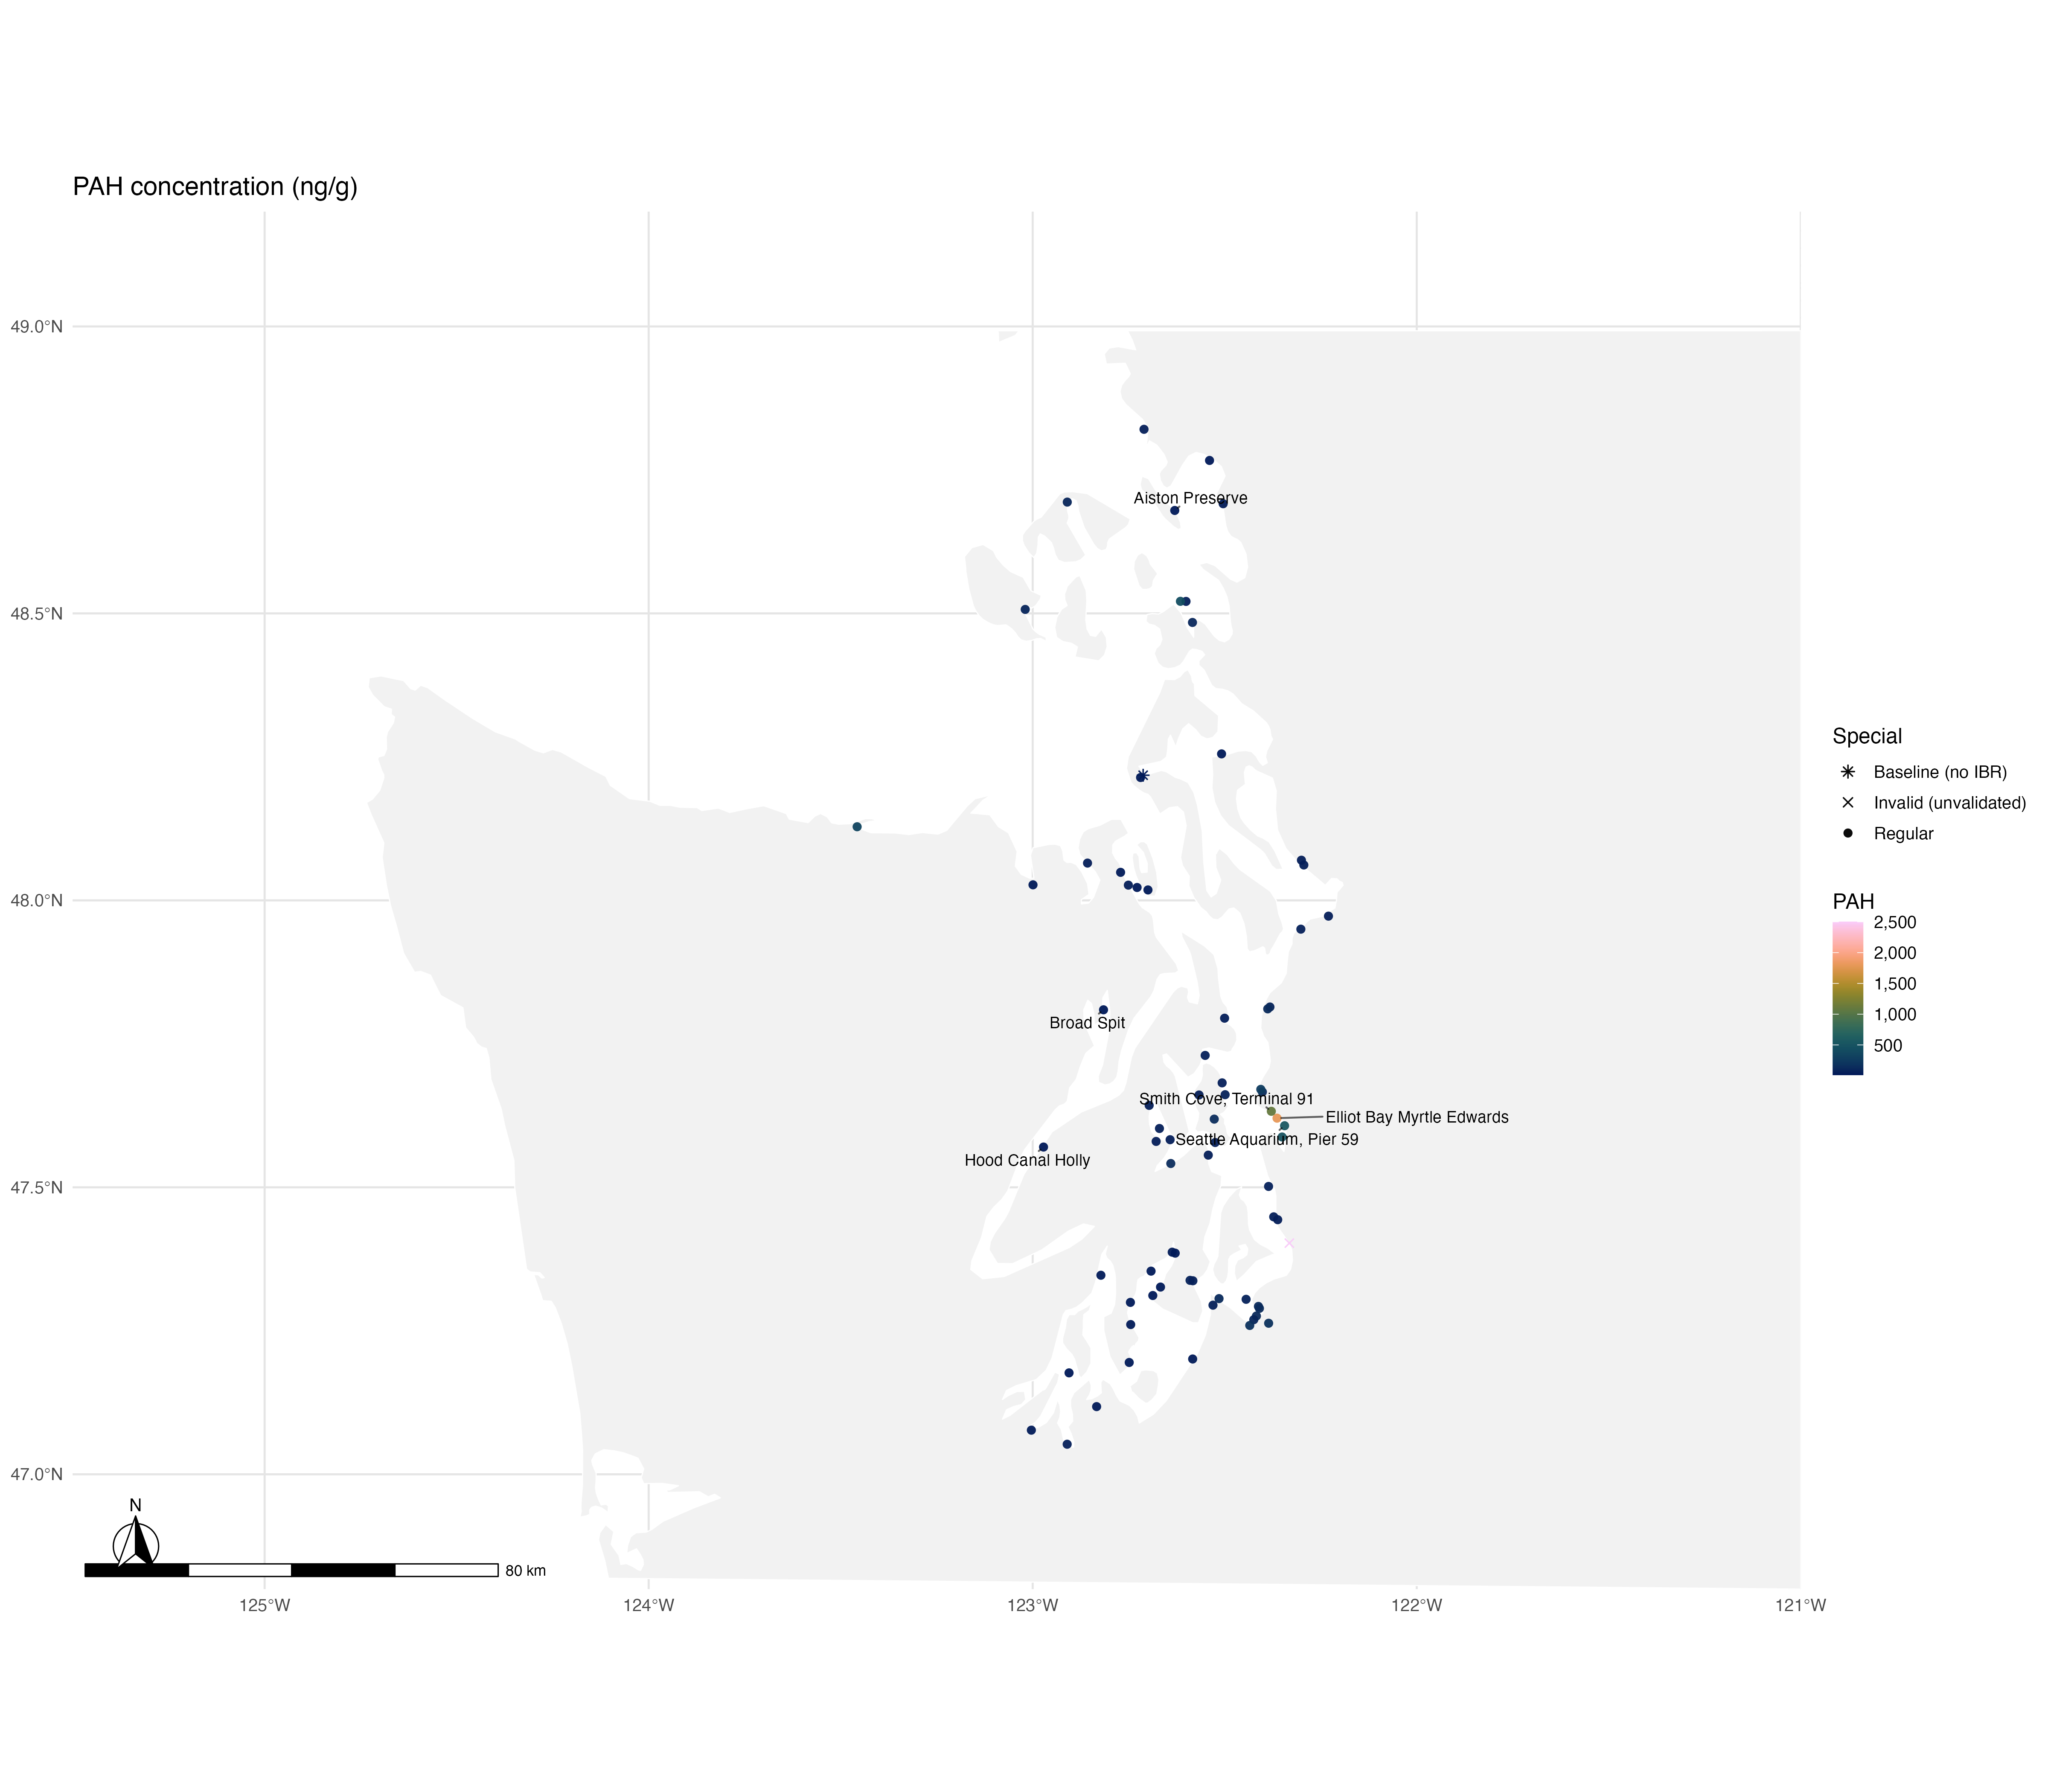 PAH concentration (ng/g)
49.0°N
48.5°N
48.0°N
47.5°N
47.0°N
Aiston Preserve
Broad Spit
Smith Cove, Terminal 91
Elliot Bay Myrtle Edwards
Seattle Aquarium, Pier 59
Hood Canal Holly
N
80 km
125°W
124°W
123°W
122°W
121°W
Special
Baseline (no IBR)
Invalid (unvalidated)
Regular
PAH
2,500
2,000
1,500
1,000
500